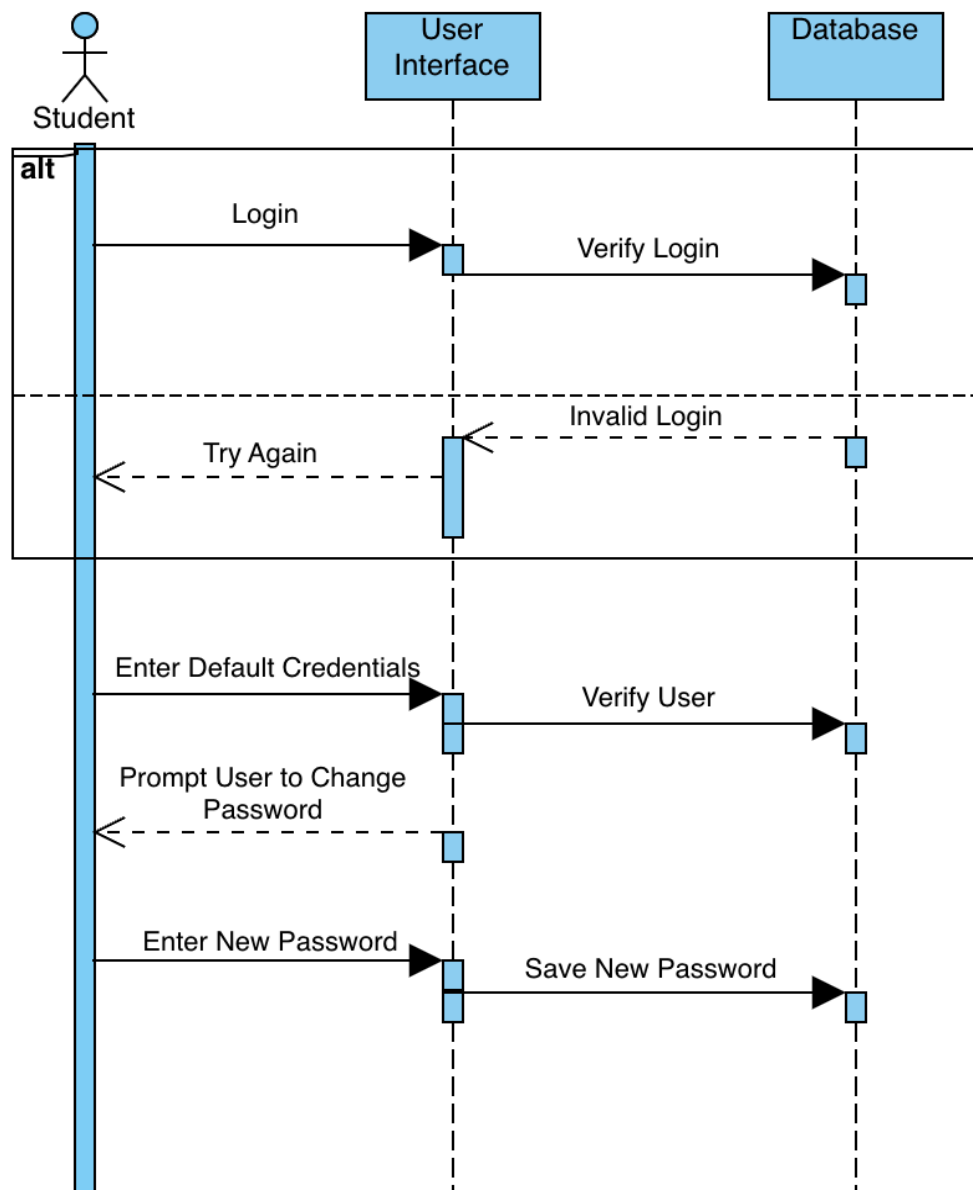 User
Interface
Database
Student
alt
Login
Verify Login
Invalid Login
Try Again
Enter Default Credentials
Verify User
Prompt User to Change
Password
Enter New Password
Save New Password